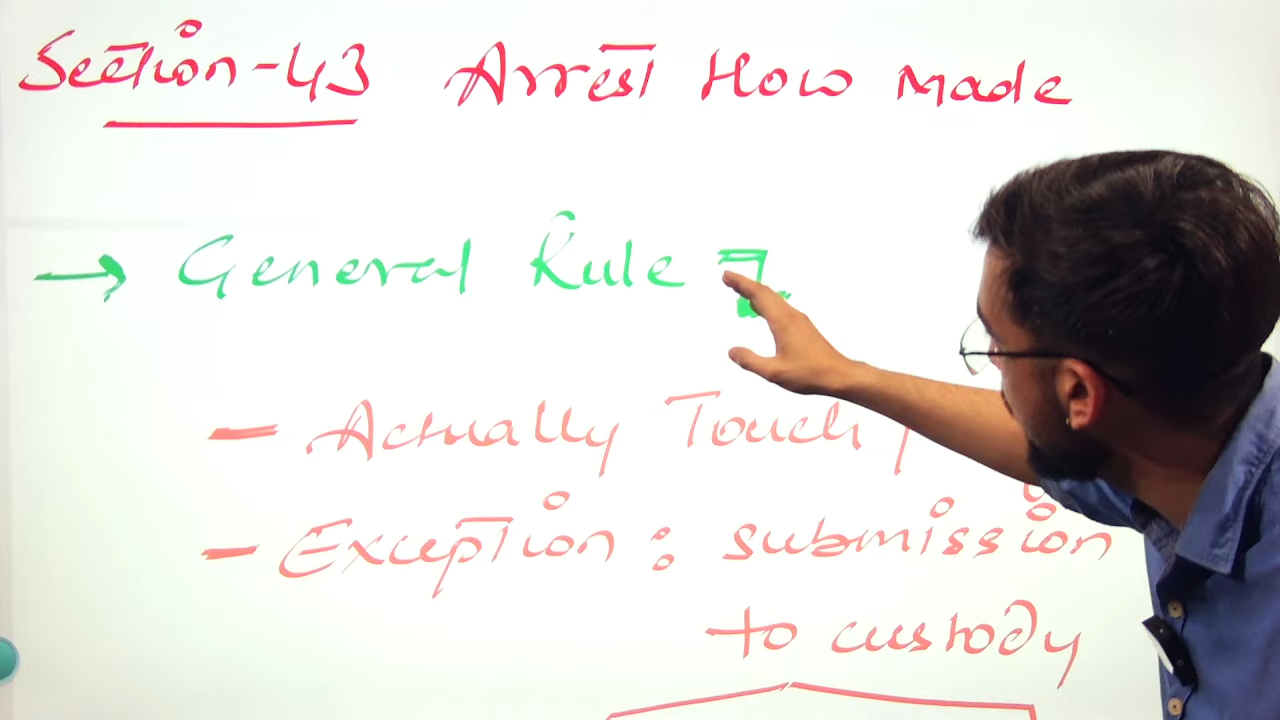 Section-43 Arrest How Made
→ General Rule
- Actually Touch
- Exception : submission
to custody